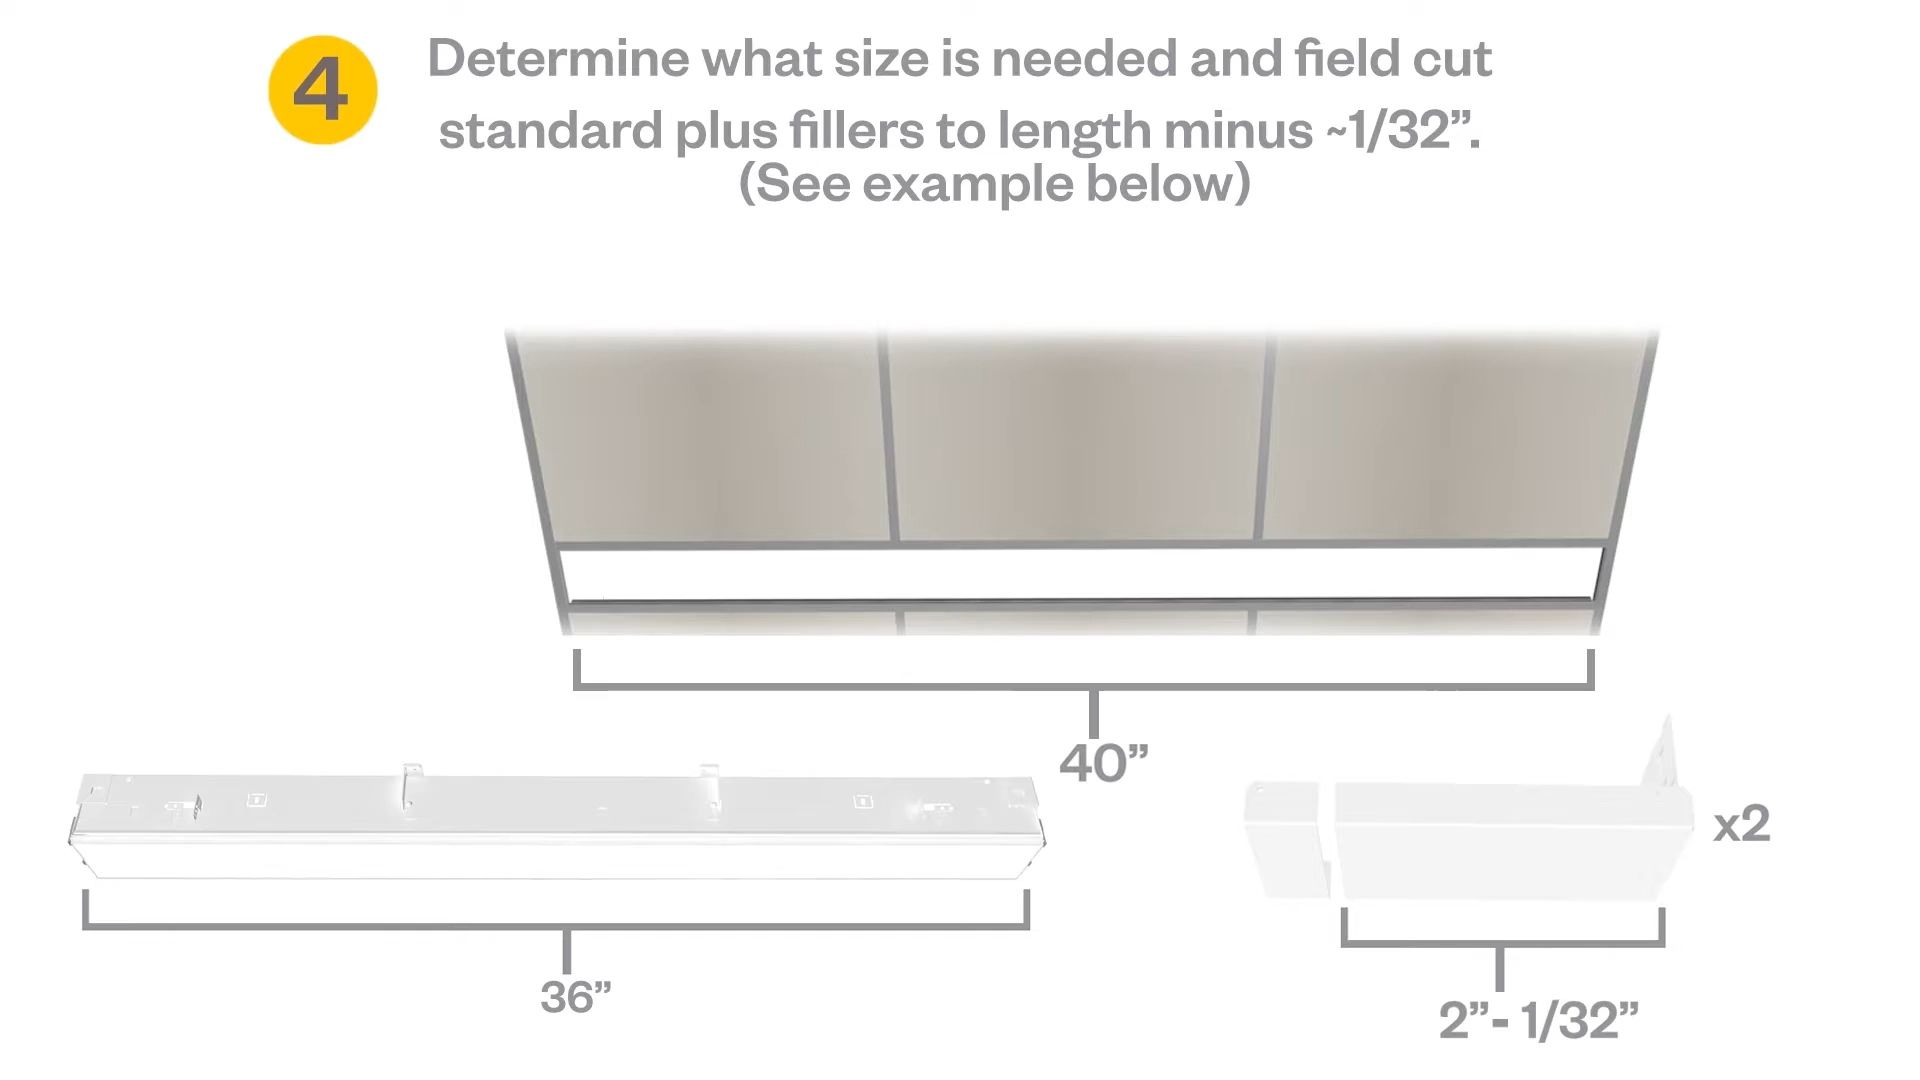 4
Determine what size is needed and field cut
standard plus fillers to length minus ~1/32”.
(See example below)
40”
x2
36”
2”- 1/32”